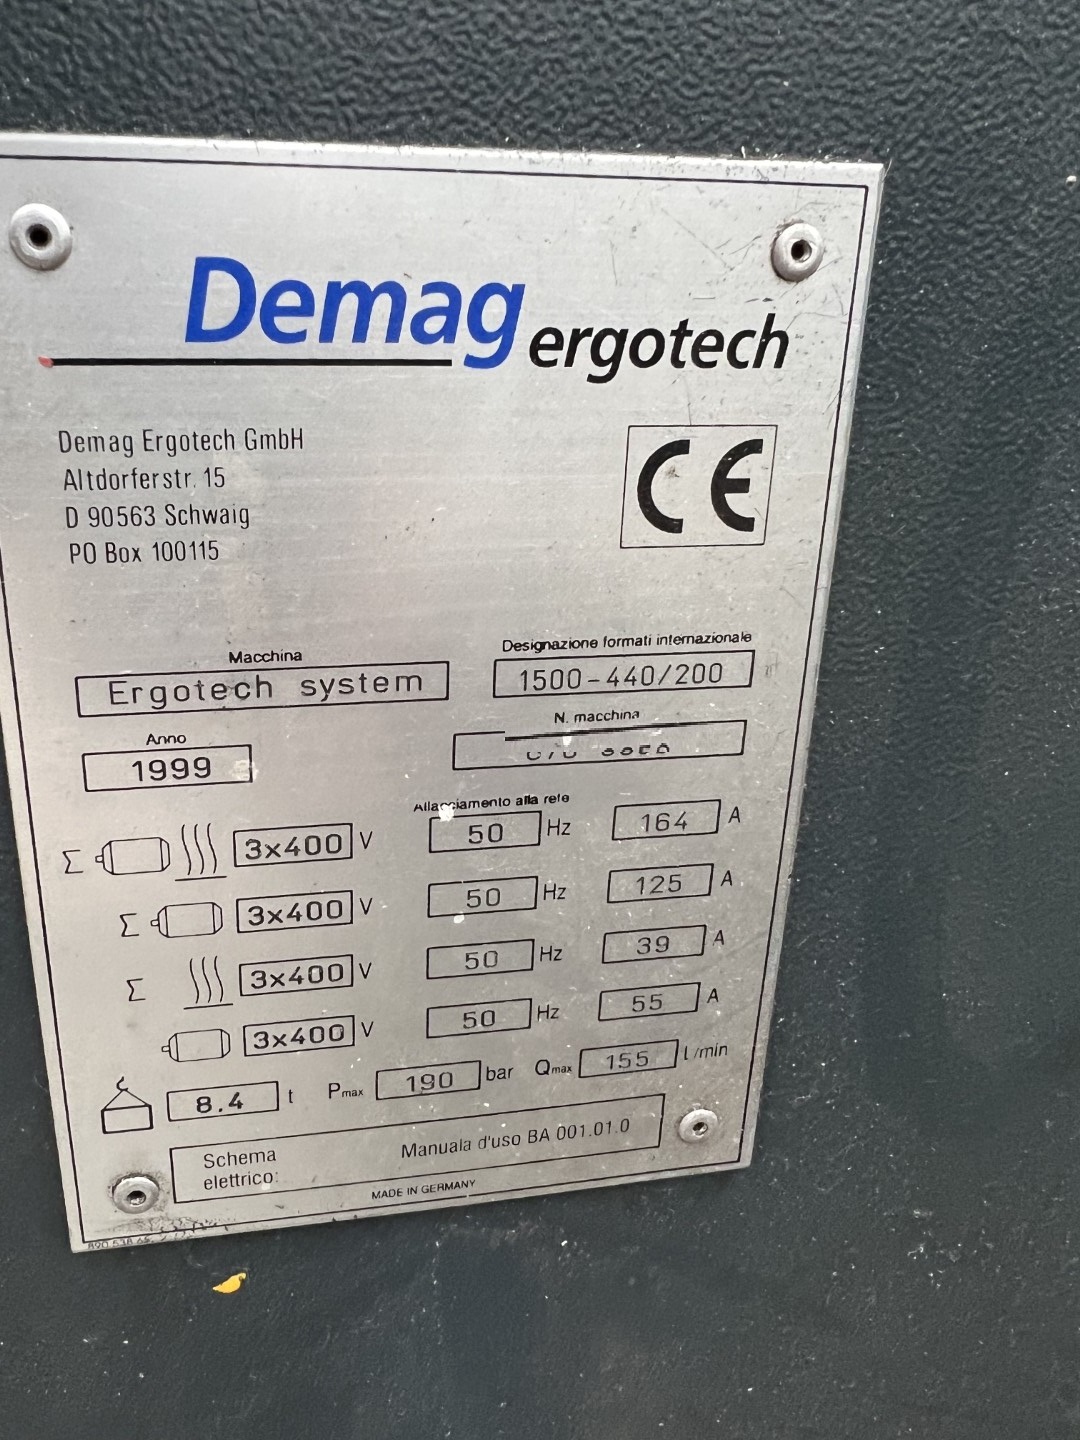 Demag ergotech
Demag Ergotech GmbH
Altdorferstr. 15
D 90563 Schwaig
PO Box 100115
CE
Macchina
Ergotech system
Designazione formati internazionale
1500-440/200
Anno
1999
N. macchina
Allacciamento alla rete
Σ 3x400 V 50 Hz 164 A
Σ 3x400 V 50 Hz 125 A
Σ 3x400 V 50 Hz 39 A
3x400 V 50 Hz 55 A
8.4 t Pmax 190 bar Qmax 155 l/min
Schema
elettrico:
Manuala d'uso BA 001.01.0
MADE IN GERMANY